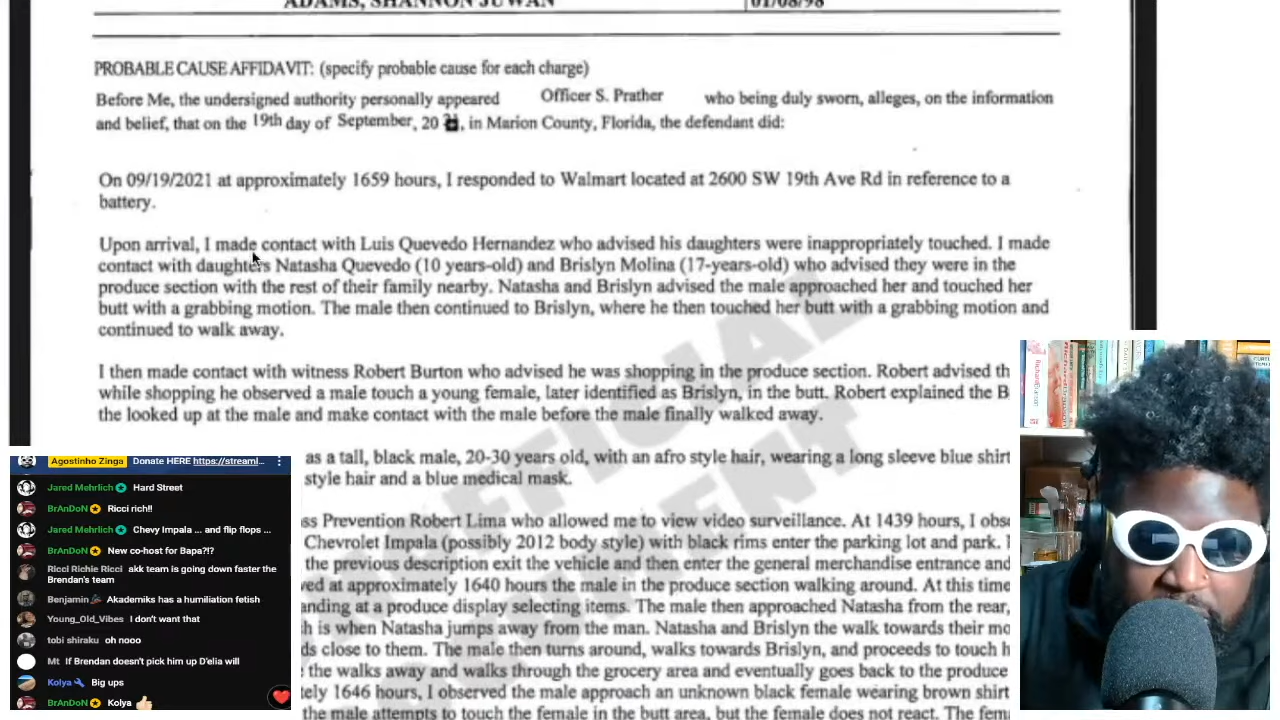 ADAMS, SHANNON JUWAN 01/08/98
PROBABLE CAUSE AFFIDAVIT: (specify probable cause for each charge)
Before Me, the undersigned authority personally appeared Officer S. Prather who being duly sworn, alleges, on the information
and belief, that on the 19th day of September, 20 , in Marion County, Florida, the defendant did:
On 09/19/2021 at approximately 1659 hours, I responded to Walmart located at 2600 SW 19th Ave Rd in reference to a
battery.
Upon arrival, I made contact with Luis Quevedo Hernandez who advised his daughters were inappropriately touched. I made
contact with daughters Natasha Quevedo (10 years-old) and Brislyn Molina (17-years-old) who advised they were in the
produce section with the rest of their family nearby. Natasha and Brislyn advised the male approached her and touched her
butt with a grabbing motion. The male then continued to Brislyn, where he then touched her butt with a grabbing motion and
continued to walk away.
I then made contact with witness Robert Burton who advised he was shopping in the produce section. Robert advised th
while shopping he observed a male touch a young female, later identified as Brislyn, in the butt. Robert explained the B
the looked up at the male and make contact with the male before the male finally walked away.
as a tall, black male, 20-30 years old, with an afro style hair, wearing a long sleeve blue shirt
style hair and a blue medical mask.
ss Prevention Robert Lima who allowed me to view video surveillance. At 1439 hours, I obs
Chevrolet Impala (possibly 2012 body style) with black rims enter the parking lot and park. I
the previous description exit the vehicle and then enter the general merchandise entrance and
ved at approximately 1640 hours the male in the produce section walking around. At this time
anding at a produce display selecting items. The male then approached Natasha from the rear,
h is when Natasha jumps away from the man. Natasha and Brislyn the walk towards their mo
ds close to them. The male then turns around, walks towards Brislyn, and proceeds to touch h
the walks away and walks through the grocery area and eventually goes back to the produce
tely 1646 hours, I observed the male approach an unknown black female wearing brown shirt
the male attempts to touch the female in the butt area, but the female does not react. The fem
Agostinho Zinga Donate HERE https://streaml...
Jared Mehrlich Hard Street
BrAnDoN Ricci rich!!
Jared Mehrlich Chevy Impala ... and flip flops ...
BrAnDoN New co-host for Bapa?!?
Ricci Richie Ricci akk team is going down faster the
Brendan's team
Benjamin Akademiks has a humiliation fetish
Young_Old_Vibes I don't want that
tobi shiraku oh nooo
Mt If Brendan doesn't pick him up D'elia will
Kolya Big ups
BrAnDoN Kolya